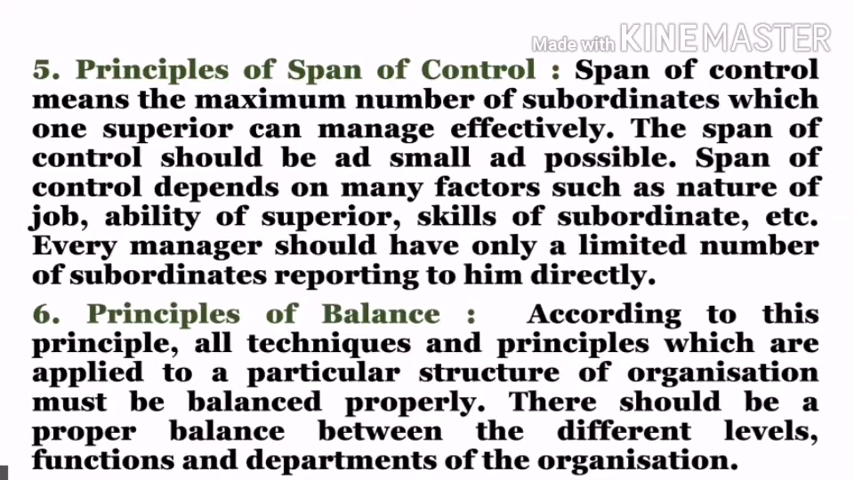 Made with KINEMASTER
5. Principles of Span of Control : Span of control
means the maximum number of subordinates which
one superior can manage effectively. The span of
control should be ad small ad possible. Span of
control depends on many factors such as nature of
job, ability of superior, skills of subordinate, etc.
Every manager should have only a limited number
of subordinates reporting to him directly.
6. Principles of Balance : According to this
principle, all techniques and principles which are
applied to a particular structure of organisation
must be balanced properly. There should be a
proper balance between the different levels,
functions and departments of the organisation.